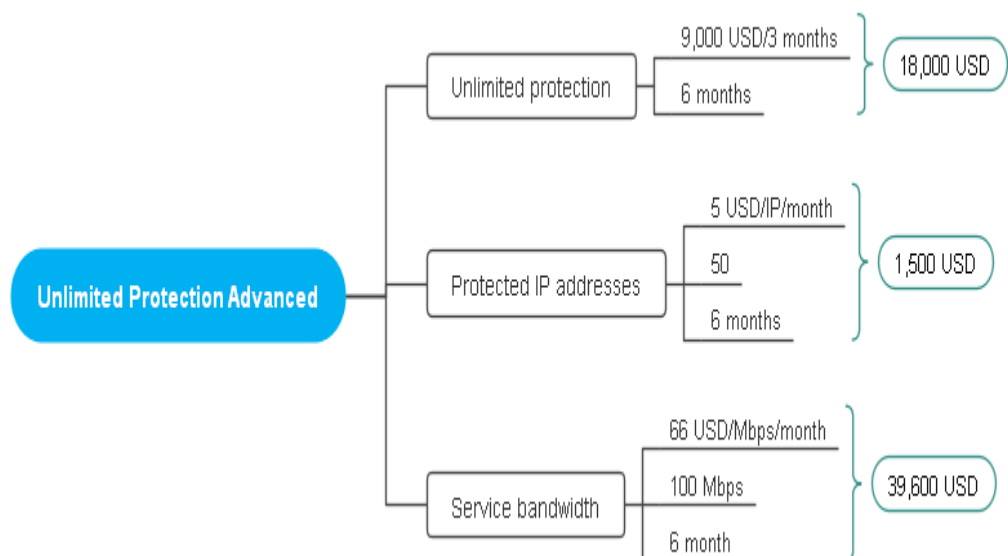 9,000 USD/3 months
18,000 USD
Unlimited protection
6 months
5 USD/IP/month
50
1,500 USD
Protected IP addresses
6 months
Unlimited Protection Advanced
66 USD/Mbps/month
100 Mbps
39,600 USD
Service bandwidth
6 month